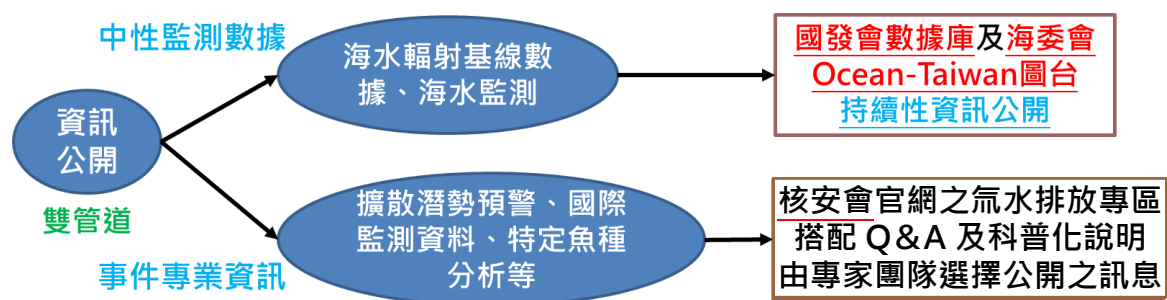 中性監測數據
海水輻射基線數
據、海水監測
國發會數據庫及海委會
Ocean-Taiwan圖台
持續性資訊公開
資訊
公開
雙管道
擴散潛勢預警、國際
監測資料、特定魚種
分析等
核安會官網之氚水排放專區
搭配 Q&A 及科普化說明
由專家團隊選擇公開之訊息
事件專業資訊